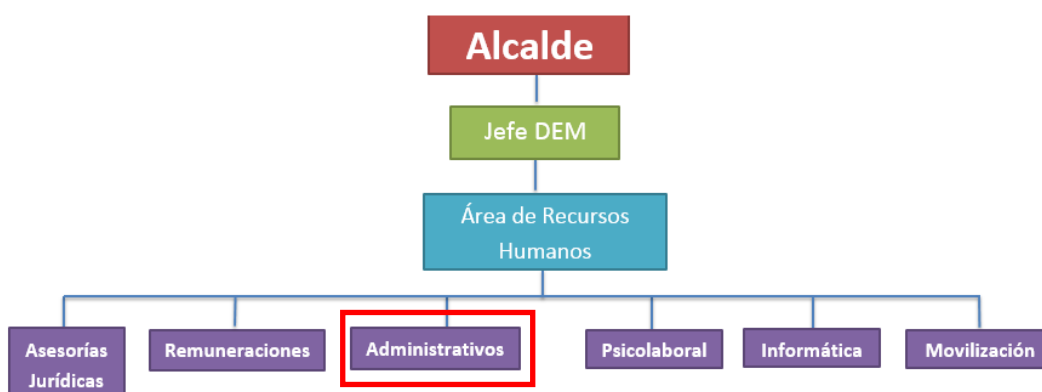 Alcalde
Jefe DEM
Área de Recursos
Humanos
Asesorías
Jurídicas
Remuneraciones
Administrativos
Psicolaboral
Informática
Movilización